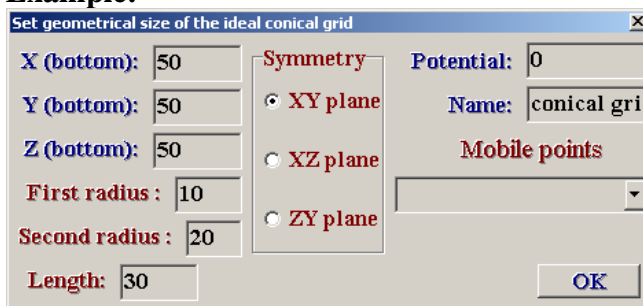 Example:
Set geometrical size of the ideal conical grid
X (bottom): 50
Y (bottom): 50
Z (bottom): 50
First radius : 10
Second radius : 20
Length: 30
Symmetry
XY plane
XZ plane
ZY plane
Potential: 0
Name: conical gri
Mobile points
OK